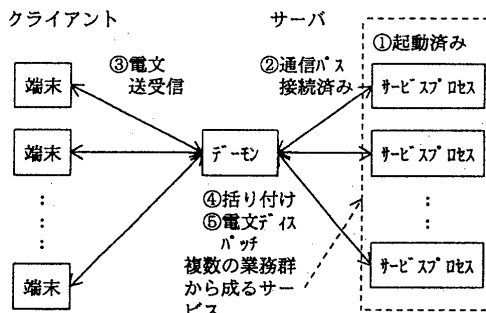 クライアント
サーバ
①起動済み
③電文
送受信
②通信パス
接続済み
端末
サービスプロセス
端末
デーモン
サービスプロセス
:
:
④括り付け
⑤電文ディス
パッチ
複数の業務群
から成るサー
ビス
:
:
端末
サービスプロセス